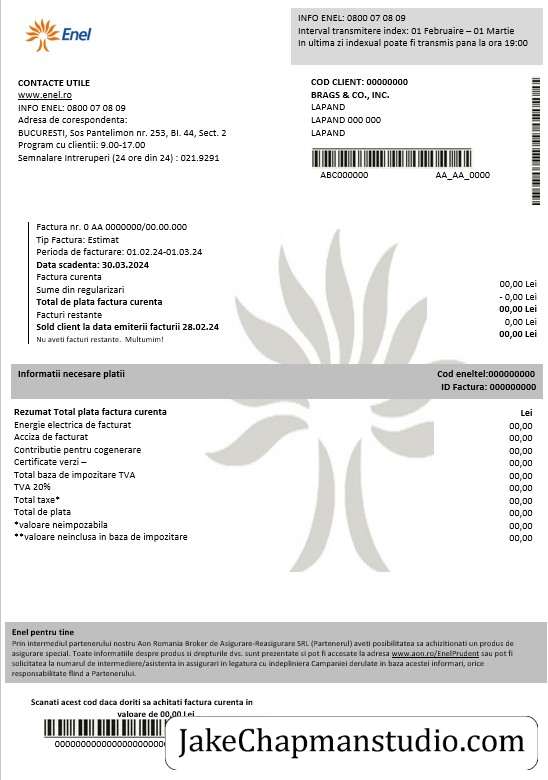 Enel
INFO ENEL: 0800 07 08 09
Interval transmitere index: 01 Februaire – 01 Martie
In ultima zi indexual poate fi transmis pana la ora 19:00
CONTACTE UTILE
www.enel.ro
INFO ENEL: 0800 07 08 09
Adresa de corespondenta:
BUCURESTI, Sos Pantelimon nr. 253, BI. 44, Sect. 2
Program cu clientii: 9.00-17.00
Semnalare Intreruperi (24 ore din 24) : 021.9291
COD CLIENT: 00000000
BRAGS & CO., INC.
LAPAND
LAPAND 000 000
LAPAND
ABC000000 AA_AA_0000
Factura nr. 0 AA 0000000/00.00.000
Tip Factura: Estimat
Perioda de facturare: 01.02.24-01.03.24
Data scadenta: 30.03.2024
Factura curenta 00,00 Lei
Sume din regularizari - 0,00 Lei
Total de plata factura curenta 00,00 Lei
Facturi restante 0,00 Lei
Sold client la data emiterii facturii 28.02.24 00,00 Lei
Nu aveti facturi restante. Multumim!
Informatii necesare platii Cod eneltel:000000000
ID Factura: 000000000
Rezumat Total plata factura curenta Lei
Energie electrica de facturat 00,00
Acciza de facturat 00,00
Contributie pentru cogenerare 00,00
Certificate verzi – 00,00
Total baza de impozitare TVA 00,00
TVA 20% 00,00
Total taxe* 00,00
Total de plata 00,00
*valoare neimpozabila 00,00
**valoare neinclusa in baza de impozitare 00,00
Enel pentru tine
Prin intermediul partenerului nostru Aon Romania Broker de Asigurare-Reasigurare SRL (Partenerul) aveti posibilitatea sa achizitionati un produs de
asigurare special. Toate informatiile despre produs si drepturile dvs. sunt prezentate si pot fi accesate la adresa www.aon.ro/EnelPrudent sau pot fi
solicitatea la numarul de intermediere/asistenta in asigurari in legatura cu indepliniera Campaniei derulate in baza acestei informari, orice
responsabilitate fiind a Partenerului.
Scanati acest cod daca doriti sa achitati factura curenta in
valoare de 00,00 Lei
JakeChapmanstudio.com